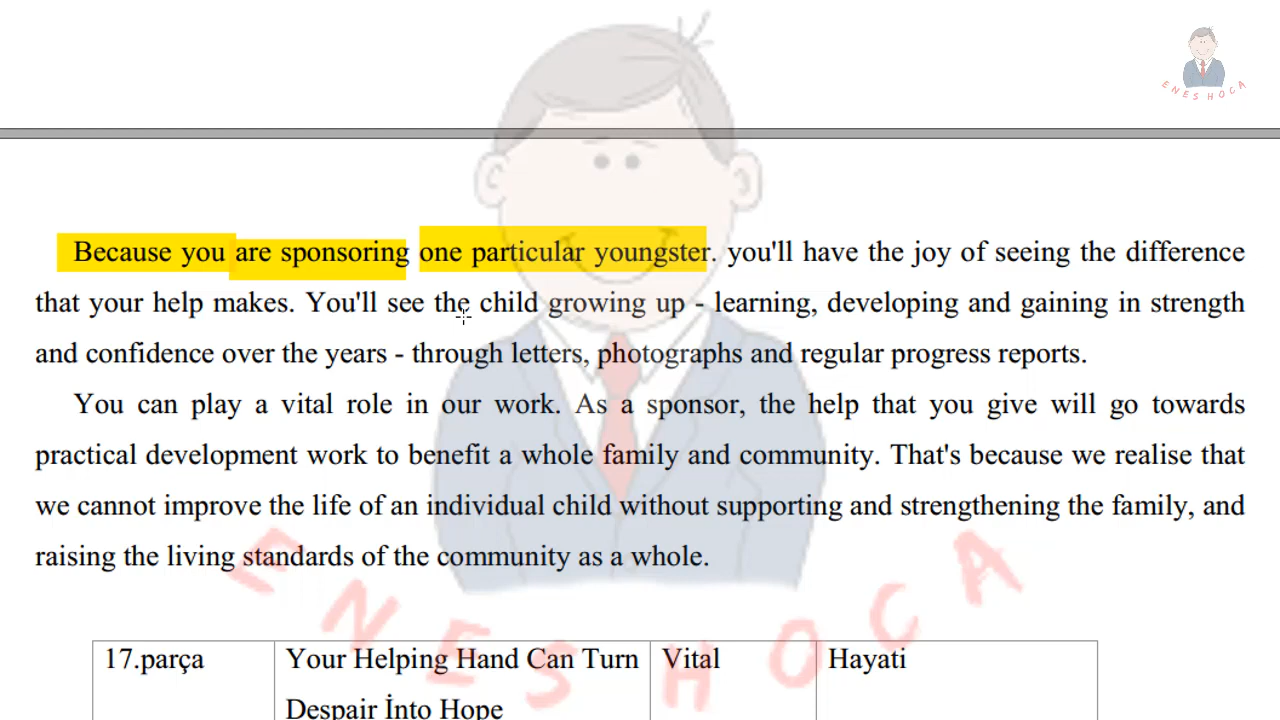 ENES HOCA
Because you are sponsoring one particular youngster. you'll have the joy of seeing the difference
that your help makes. You'll see the child growing up - learning, developing and gaining in strength
and confidence over the years - through letters, photographs and regular progress reports.
You can play a vital role in our work. As a sponsor, the help that you give will go towards
practical development work to benefit a whole family and community. That's because we realise that
we cannot improve the life of an individual child without supporting and strengthening the family, and
raising the living standards of the community as a whole.
ENES HOCA
17.parça Your Helping Hand Can Turn Vital Hayati
Despair İnto Hope